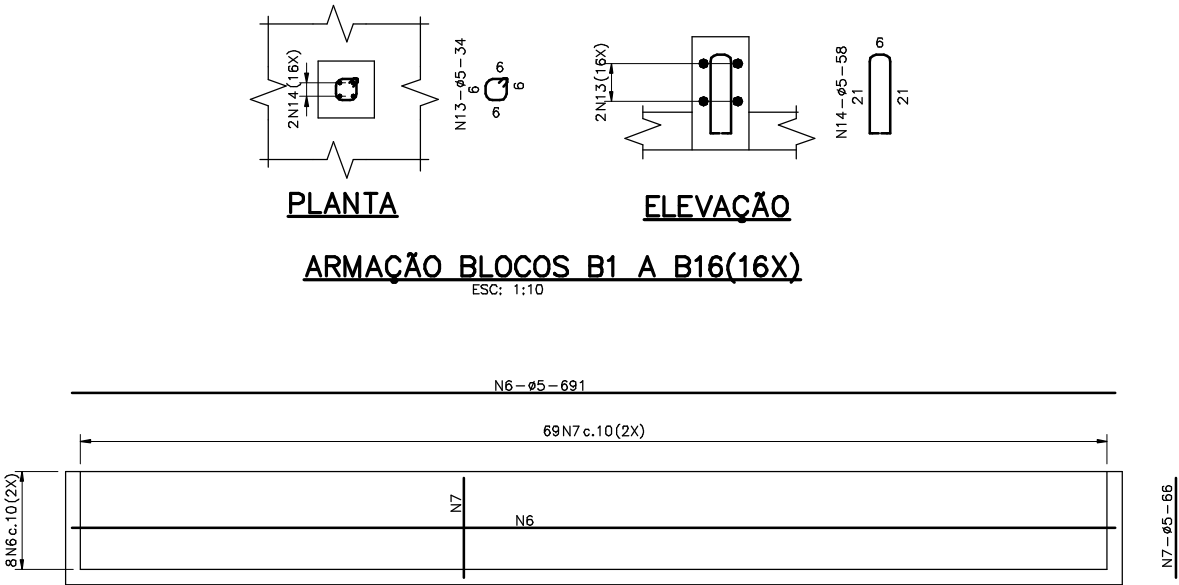 2N14(16X)
N13-ø5-34
6
6
6
6
2N13(16X)
N14-ø5-58
6
21
21
PLANTA
ELEVAÇÃO
ARMAÇÃO BLOCOS B1 A B16(16X)
ESC: 1:10
N6-ø5-691
69N7c.10(2X)
8N6c.10(2X)
N7
N6
N7-ø5-66